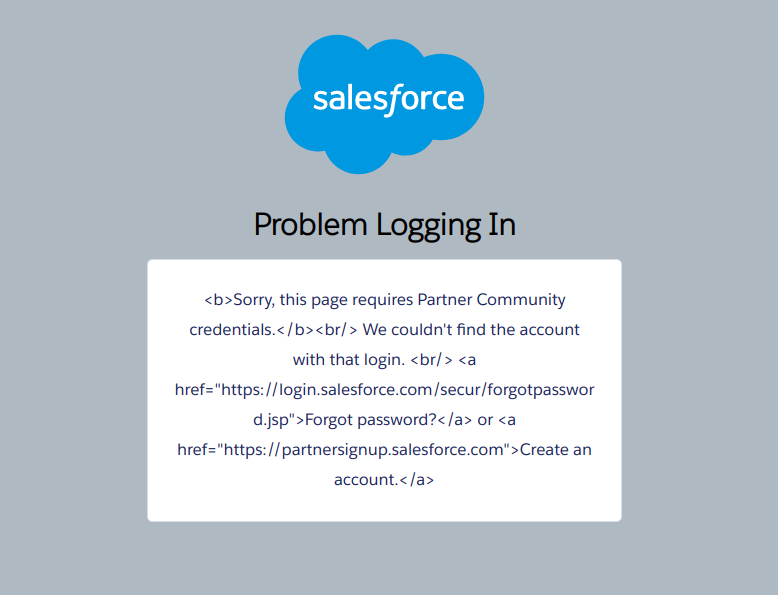 salesforce
Problem Logging In
<b>Sorry, this page requires Partner Community
credentials.</b><br/> We couldn't find the account
with that login. <br/> <a
href="https://login.salesforce.com/secur/forgotpasswor
d.jsp">Forgot password?</a> or <a
href="https://partnersignup.salesforce.com">Create an
account.</a>